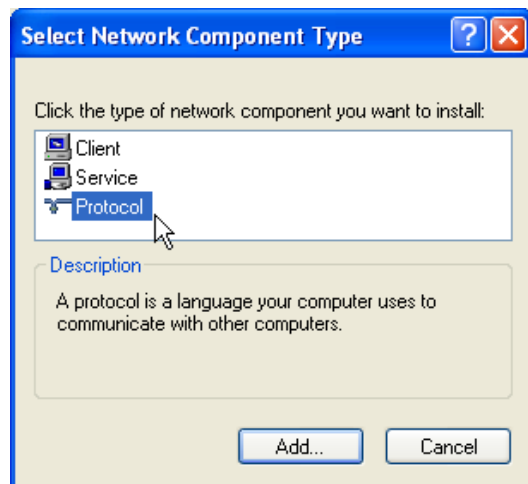 Select Network Component Type
Click the type of network component you want to install:
Client
Service
Protocol
Description
A protocol is a language your computer uses to
communicate with other computers.
Add...
Cancel